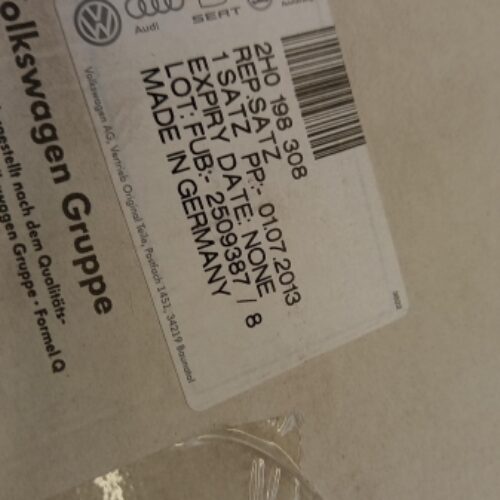 Audi
SEAT
2H0 198 308
REP.SATZ
1 SATZ PP:- 01.07.2013
EXPIRY DATE: NONE
LOT: FUB:- 2509387 / 8
MADE IN GERMANY
Volkswagen AG, Vertrieb Original Teile, Postfach 1451, 34219 Baunatal
olkswagen Gruppe
gestellt nach dem Qualitäts-
wagen Gruppe · Formel Q